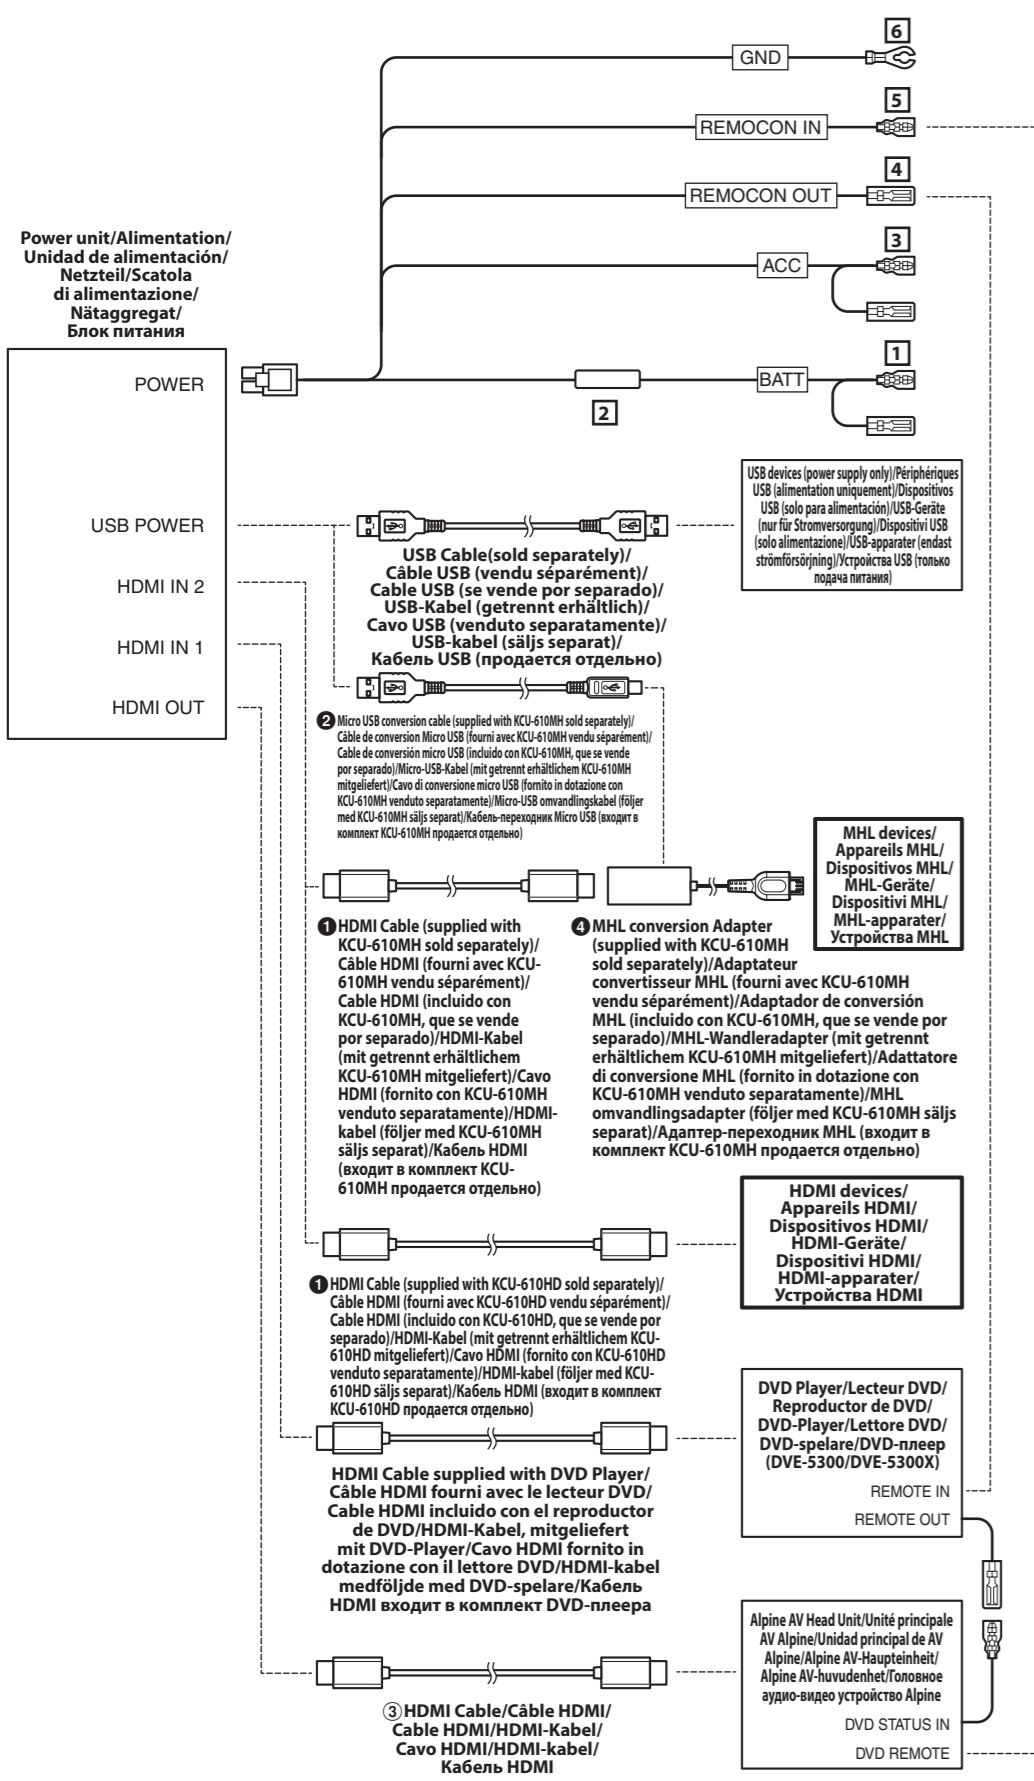 6
GND
5
REMOCON IN
4
REMOCON OUT
3
ACC
1
BATT
2
Power unit/Alimentation/
Unidad de alimentación/
Netzteil/Scatola
di alimentazione/
Nätaggregat/
Блок питания
POWER
USB POWER
HDMI IN 2
HDMI IN 1
HDMI OUT
USB devices (power supply only)/Périphériques
USB (alimentation uniquement)/Dispositivos
USB (solo para alimentación)/USB-Geräte
(nur für Stromversorgung)/Dispositivi USB
(solo alimentazione)/USB-apparater (endast
strömförsörjning)/Устройства USB (только
подача питания)
USB Cable(sold separately)/
Câble USB (vendu séparément)/
Cable USB (se vende por separado)/
USB-Kabel (getrennt erhältlich)/
Cavo USB (venduto separatamente)/
USB-kabel (säljs separat)/
Кабель USB (продается отдельно)
❷ Micro USB conversion cable (supplied with KCU-610MH sold separately)/
Câble de conversion Micro USB (fourni avec KCU-610MH vendu séparément)/
Cable de conversión micro USB (incluido con KCU-610MH, que se vende
por separado)/Micro-USB-Kabel (mit getrennt erhältlichem KCU-610MH
mitgeliefert)/Cavo di conversione micro USB (fornito in dotazione con
KCU-610MH venduto separatamente)/Micro-USB omvandlingskabel (följer
med KCU-610MH säljs separat)/Кабель-переходник Micro USB (входит в
комплект KCU-610MH продается отдельно)
MHL devices/
Appareils MHL/
Dispositivos MHL/
MHL-Geräte/
Dispositivi MHL/
MHL-apparater/
Устройства MHL
❶ HDMI Cable (supplied with
KCU-610MH sold separately)/
Câble HDMI (fourni avec KCU-
610MH vendu séparément)/
Cable HDMI (incluido con
KCU-610MH, que se vende
por separado)/HDMI-Kabel
(mit getrennt erhältlichem
KCU-610MH mitgeliefert)/Cavo
HDMI (fornito con KCU-610MH
venduto separatamente)/HDMI-
kabel (följer med KCU-610MH
säljs separat)/Кабель HDMI
(входит в комплект KCU-
610MH продается отдельно)
❹ MHL conversion Adapter
(supplied with KCU-610MH
sold separately)/Adaptateur
convertisseur MHL (fourni avec KCU-610MH
vendu séparément)/Adaptador de conversión
MHL (incluido con KCU-610MH, que se vende por
separado)/MHL-Wandleradapter (mit getrennt
erhältlichem KCU-610MH mitgeliefert)/Adattatore
di conversione MHL (fornito in dotazione con
KCU-610MH venduto separatamente)/MHL
omvandlingsadapter (följer med KCU-610MH säljs
separat)/Адаптер-переходник MHL (входит в
комплект KCU-610MH продается отдельно)
HDMI devices/
Appareils HDMI/
Dispositivos HDMI/
HDMI-Geräte/
Dispositivi HDMI/
HDMI-apparater/
Устройства HDMI
❶ HDMI Cable (supplied with KCU-610HD sold separately)/
Câble HDMI (fourni avec KCU-610HD vendu séparément)/
Cable HDMI (incluido con KCU-610HD, que se vende por
separado)/HDMI-Kabel (mit getrennt erhältlichem KCU-
610HD mitgeliefert)/Cavo HDMI (fornito con KCU-610HD
venduto separatamente)/HDMI-kabel (följer med KCU-
610HD säljs separat)/Кабель HDMI (входит в комплект
KCU-610HD продается отдельно)
DVD Player/Lecteur DVD/
Reproductor de DVD/
DVD-Player/Lettore DVD/
DVD-spelare/DVD-плеер
(DVE-5300/DVE-5300X)
REMOTE IN
REMOTE OUT
HDMI Cable supplied with DVD Player/
Câble HDMI fourni avec le lecteur DVD/
Cable HDMI incluido con el reproductor
de DVD/HDMI-Kabel, mitgeliefert
mit DVD-Player/Cavo HDMI fornito in
dotazione con il lettore DVD/HDMI-kabel
medföljde med DVD-spelare/Кабель
HDMI входит в комплект DVD-плеера
Alpine AV Head Unit/Unité principale
AV Alpine/Unidad principal de AV
Alpine/Alpine AV-Haupteinheit/
Alpine AV-huvudenhet/Головное
аудио-видео устройство Alpine
DVD STATUS IN
DVD REMOTE
③ HDMI Cable/Câble HDMI/
Cable HDMI/HDMI-Kabel/
Cavo HDMI/HDMI-kabel/
Кабель HDMI